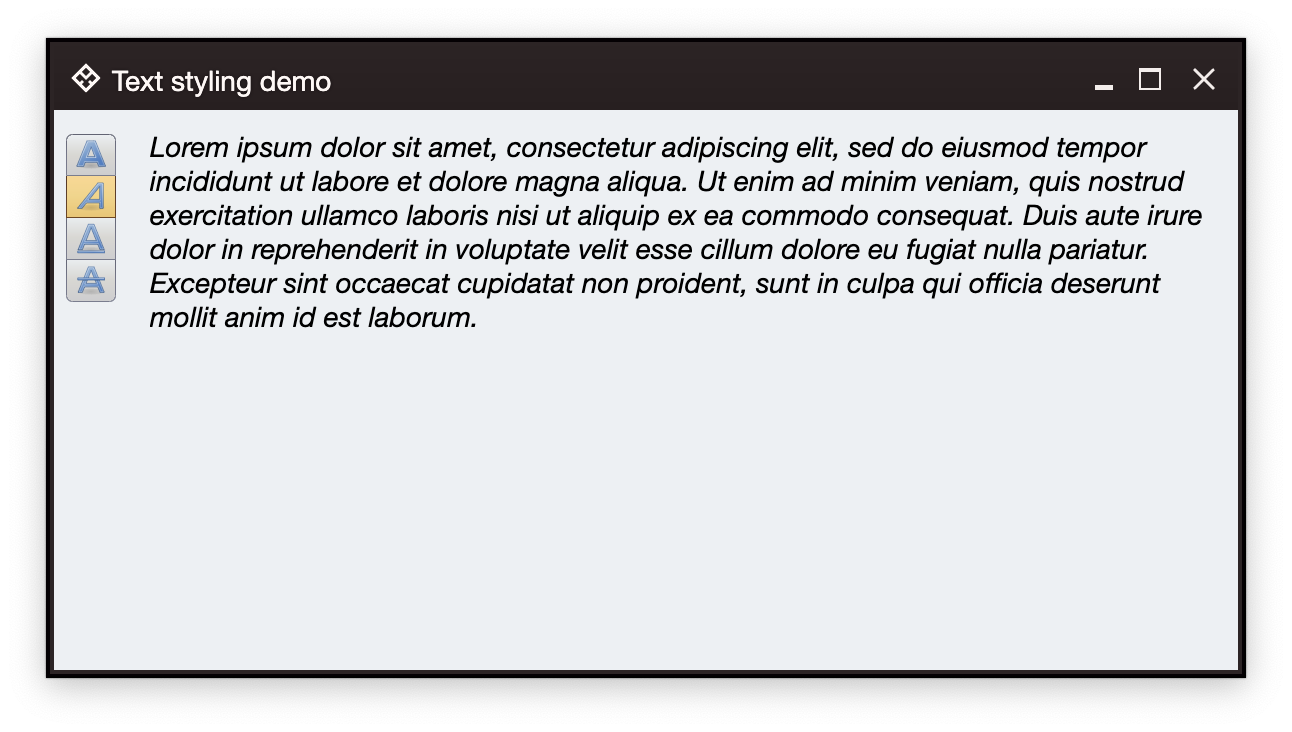 Text styling demo
A
A
A
A
Lorem ipsum dolor sit amet, consectetur adipiscing elit, sed do eiusmod tempor
incididunt ut labore et dolore magna aliqua. Ut enim ad minim veniam, quis nostrud
exercitation ullamco laboris nisi ut aliquip ex ea commodo consequat. Duis aute irure
dolor in reprehenderit in voluptate velit esse cillum dolore eu fugiat nulla pariatur.
Excepteur sint occaecat cupidatat non proident, sunt in culpa qui officia deserunt
mollit anim id est laborum.